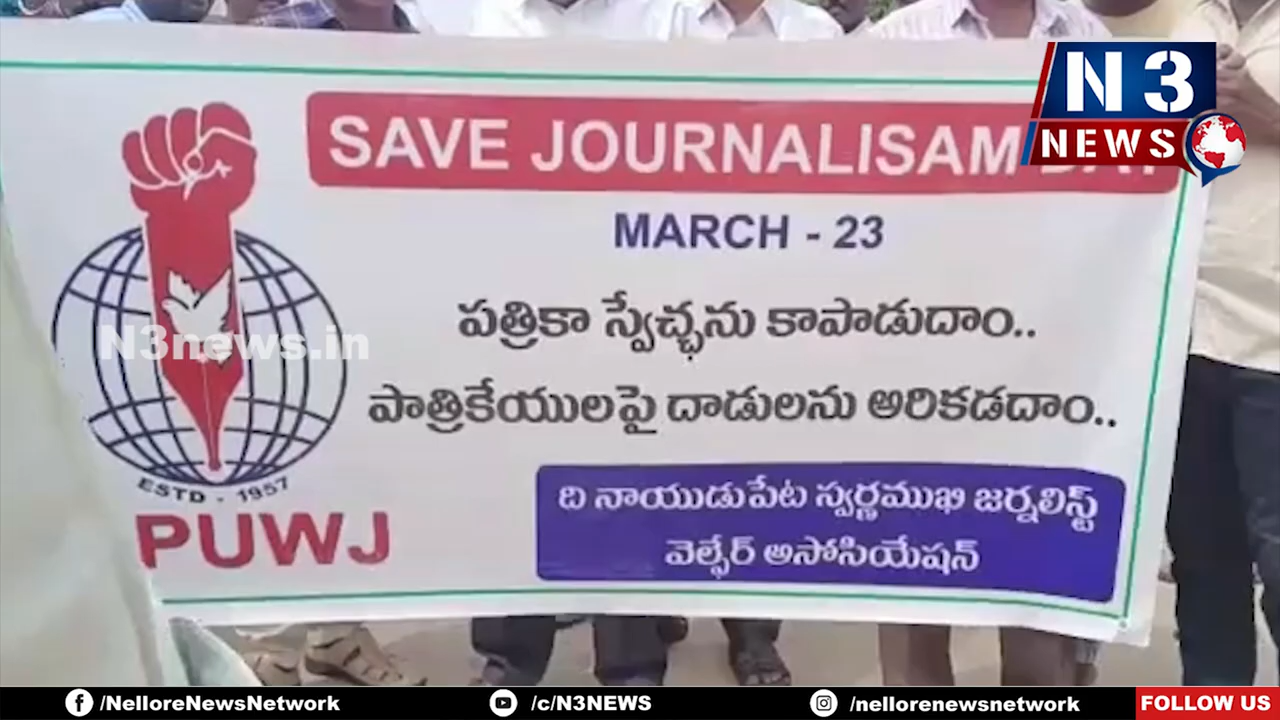 SAVE JOURNALISAM DAY
MARCH - 23
పత్రికా స్వేచ్ఛను కాపాడుదాం..
పాత్రికేయులపై దాడులను అరికడదాం..
ESTD - 1957
PUWJ
ది నాయుడుపేట స్వర్ణముఖి జర్నలిస్ట్
వెల్ఫేర్ అసోసియేషన్
N3
NEWS
N3news.in
/NelloreNewsNetwork
/c/N3NEWS
/nellorenewsnetwork
FOLLOW US